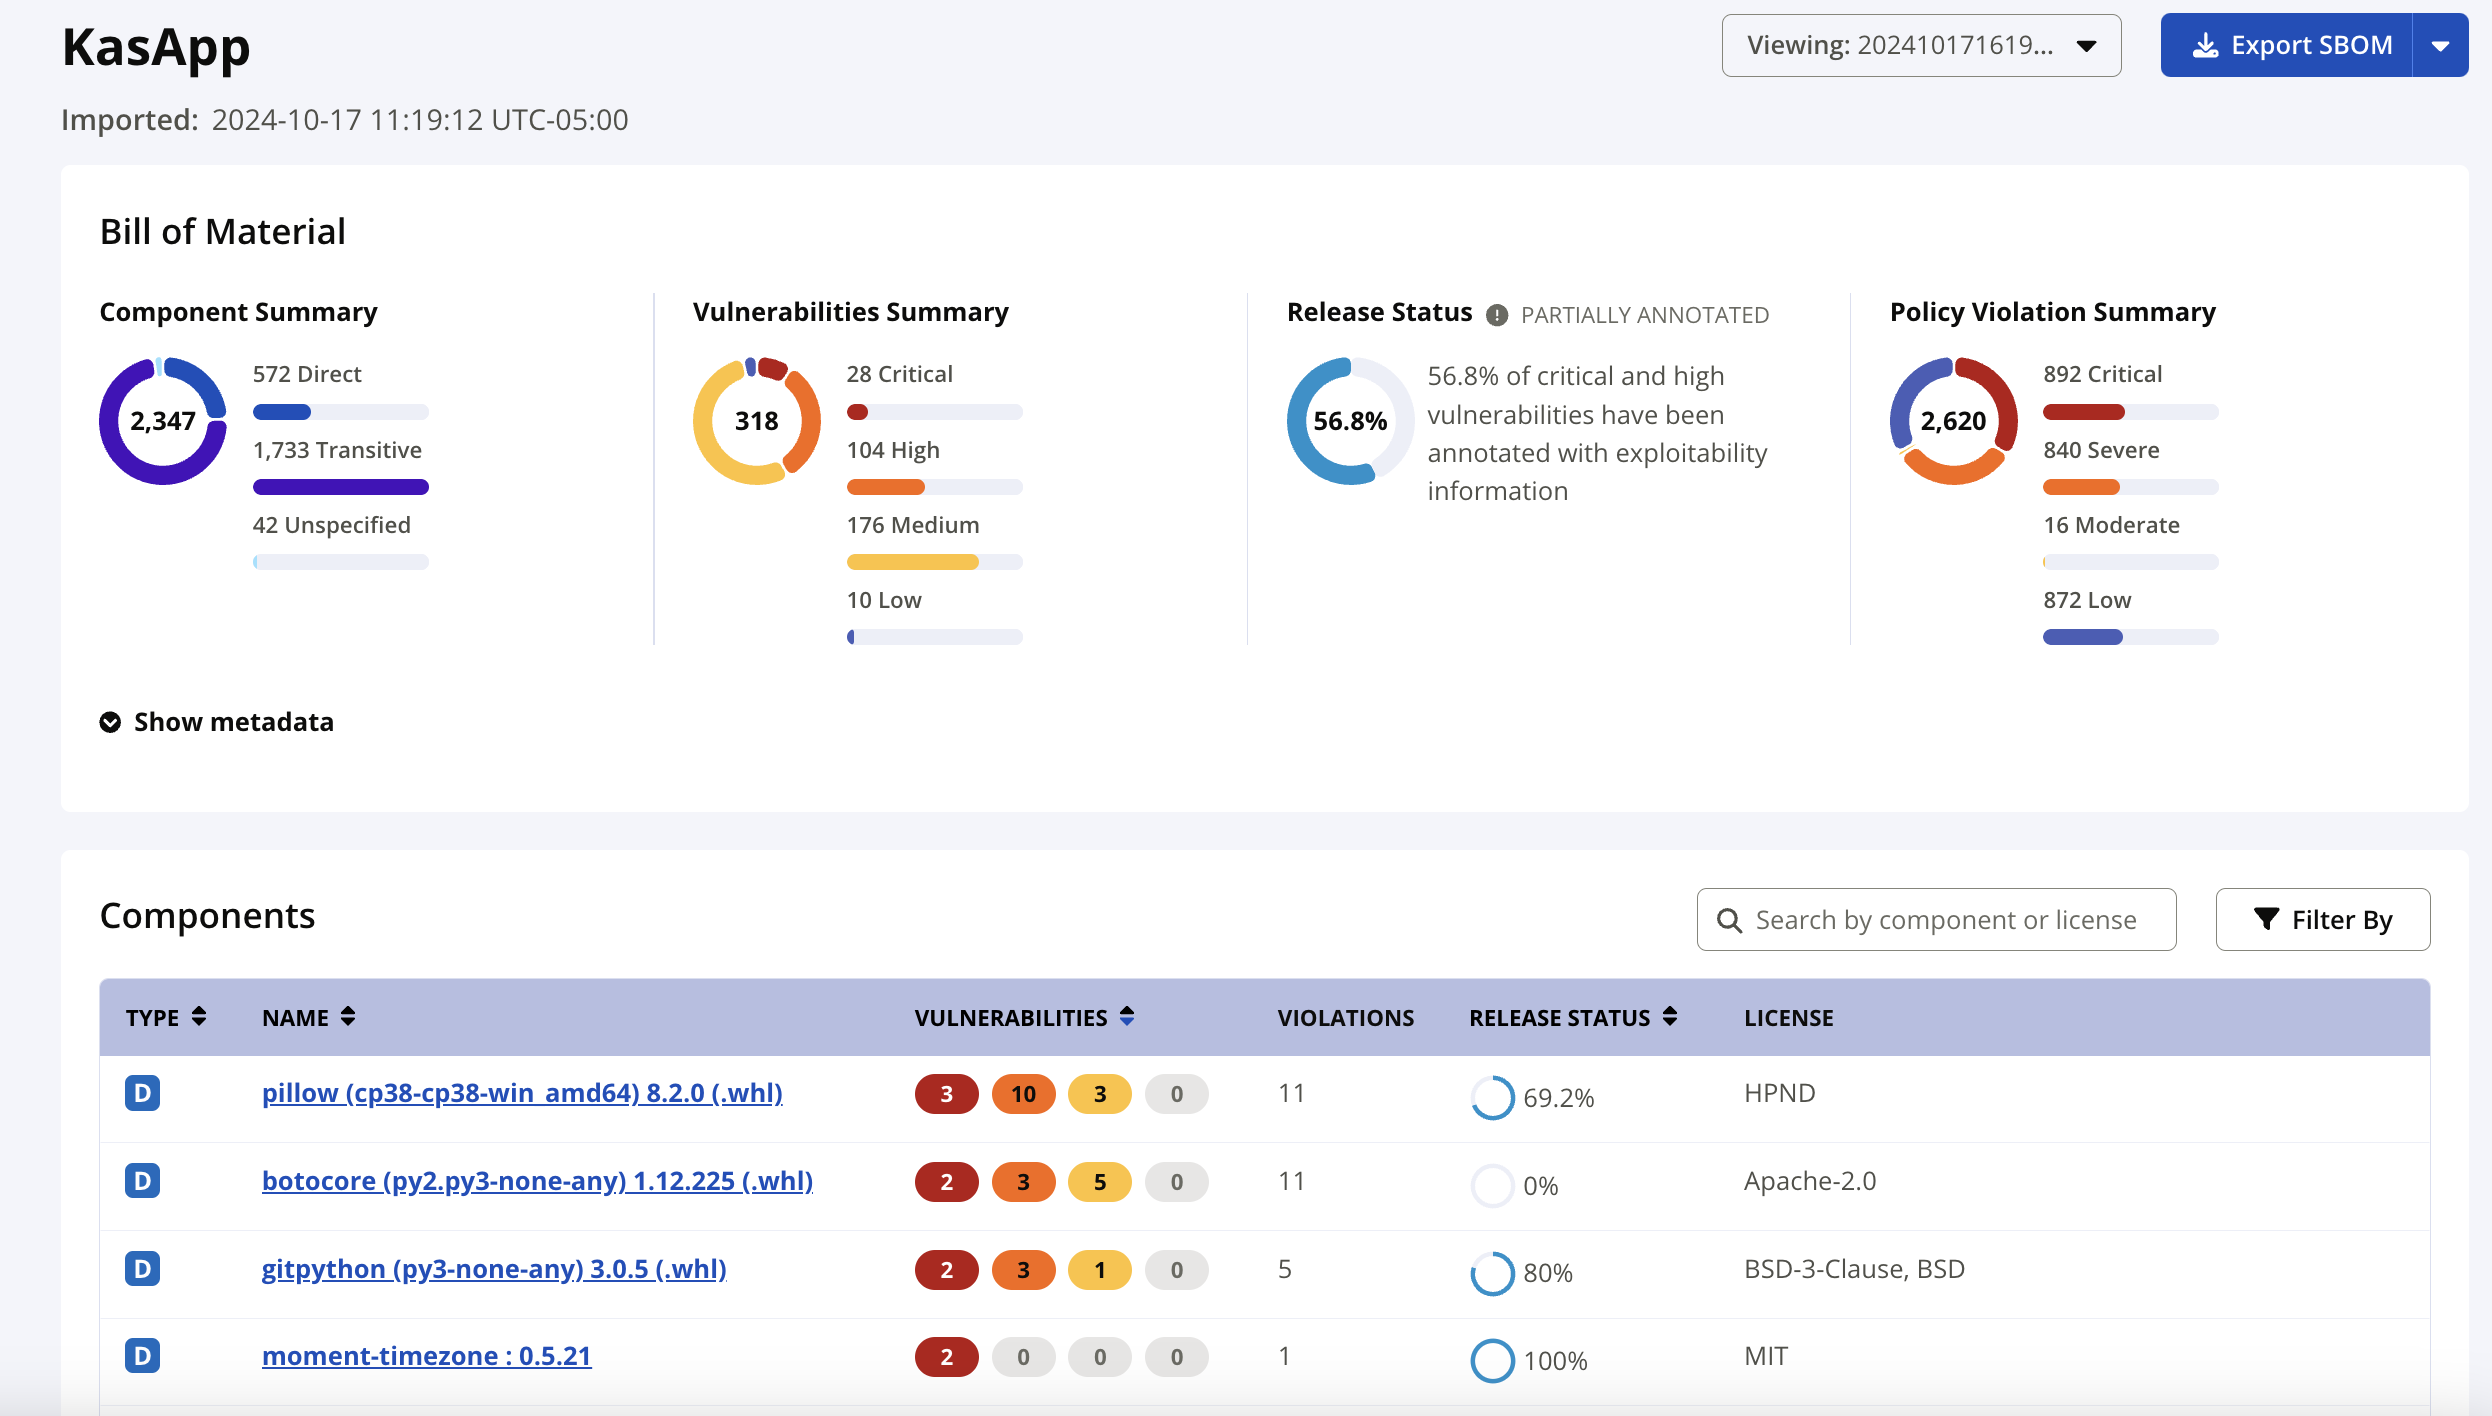 KasApp
Viewing: 202410171619...
Export SBOM
Imported: 2024-10-17 11:19:12 UTC-05:00
Bill of Material
Component Summary
2,347
572 Direct
1,733 Transitive
42 Unspecified
Vulnerabilities Summary
318
28 Critical
104 High
176 Medium
10 Low
Release Status ! PARTIALLY ANNOTATED
56.8%
56.8% of critical and high
vulnerabilities have been
annotated with exploitability
information
Policy Violation Summary
2,620
892 Critical
840 Severe
16 Moderate
872 Low
Show metadata
Components
Search by component or license
Filter By
TYPE NAME VULNERABILITIES VIOLATIONS RELEASE STATUS LICENSE
D pillow (cp38-cp38-win_amd64) 8.2.0 (.whl) 3 10 3 0 11 69.2% HPND
D botocore (py2.py3-none-any) 1.12.225 (.whl) 2 3 5 0 11 0% Apache-2.0
D gitpython (py3-none-any) 3.0.5 (.whl) 2 3 1 0 5 80% BSD-3-Clause, BSD
D moment-timezone : 0.5.21 2 0 0 0 1 100% MIT